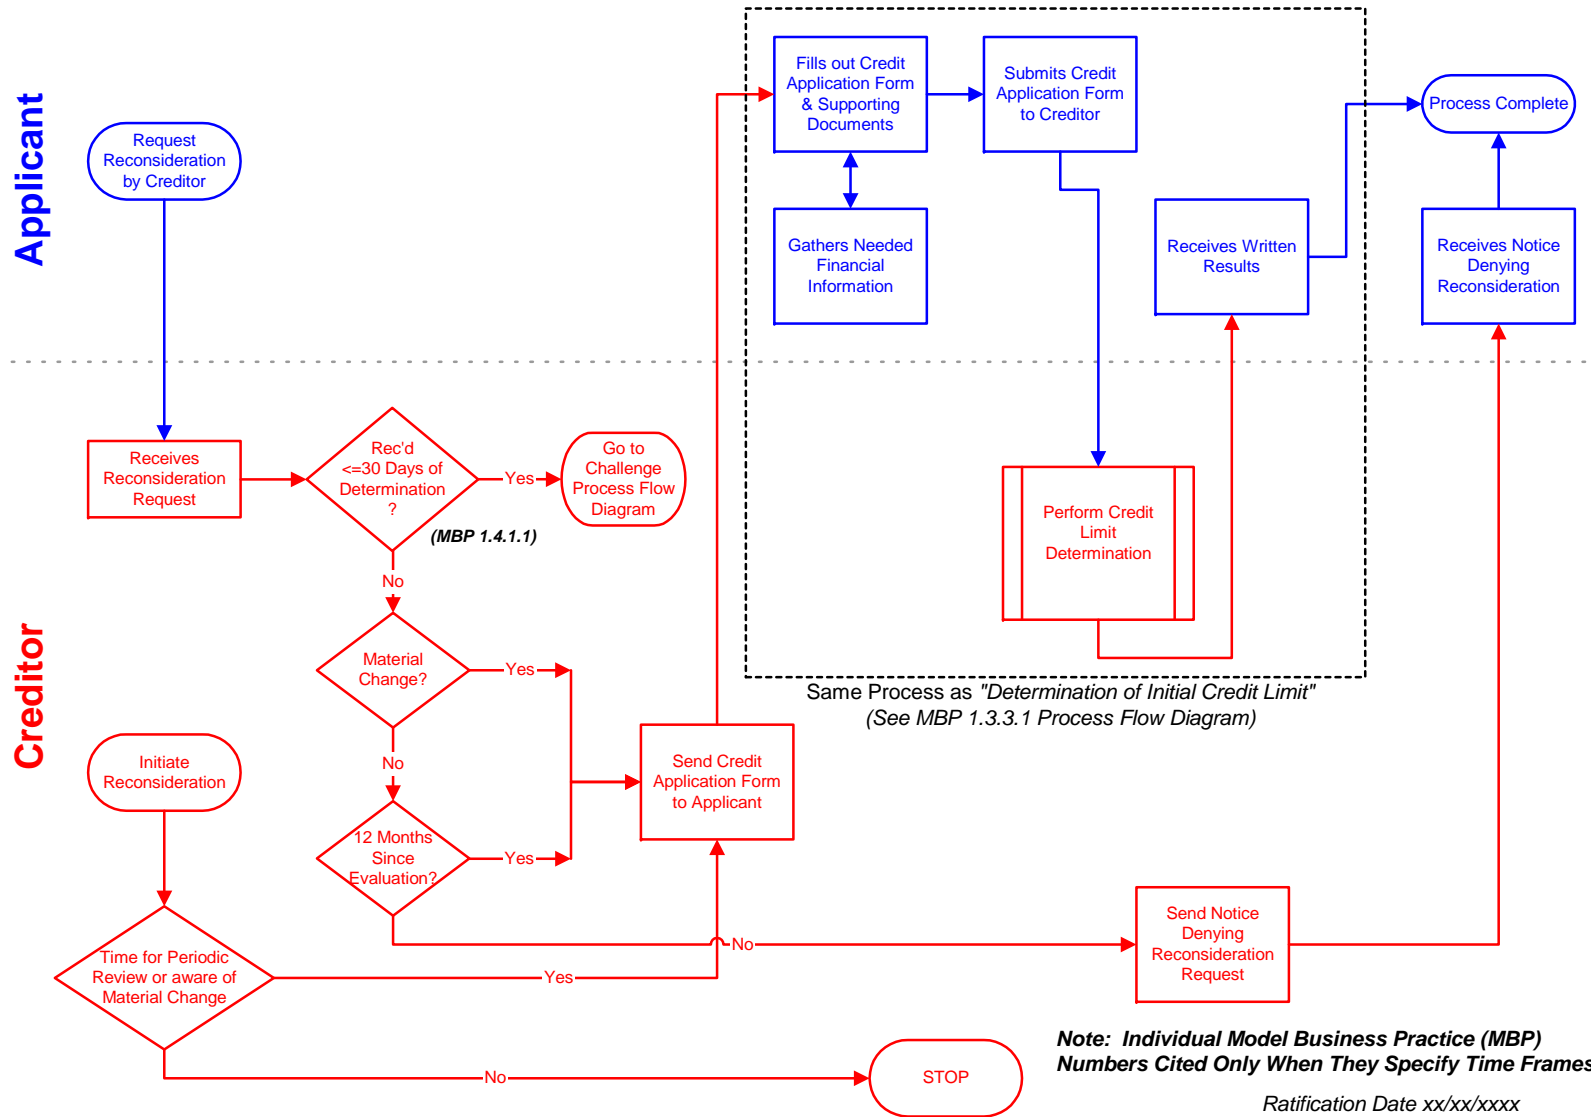 Applicant
Request
Reconsideration
by Creditor
Fills out Credit
Application Form
& Supporting
Documents
Submits Credit
Application Form
to Creditor
Process Complete
Gathers Needed
Financial
Information
Receives Written
Results
Receives Notice
Denying
Reconsideration
Creditor
Receives
Reconsideration
Request
Rec'd
<=30 Days of
Determination
?
(MBP 1.4.1.1)
Yes
Go to
Challenge
Process Flow
Diagram
No
Perform Credit
Limit
Determination
Material
Change?
Yes
No
Same Process as "Determination of Initial Credit Limit"
(See MBP 1.3.3.1 Process Flow Diagram)
Initiate
Reconsideration
Send Credit
Application Form
to Applicant
12 Months
Since
Evaluation?
Yes
No
Send Notice
Denying
Reconsideration
Request
Time for Periodic
Review or aware of
Material Change
Yes
No
STOP
Note: Individual Model Business Practice (MBP)
Numbers Cited Only When They Specify Time Frames
Ratification Date xx/xx/xxxx